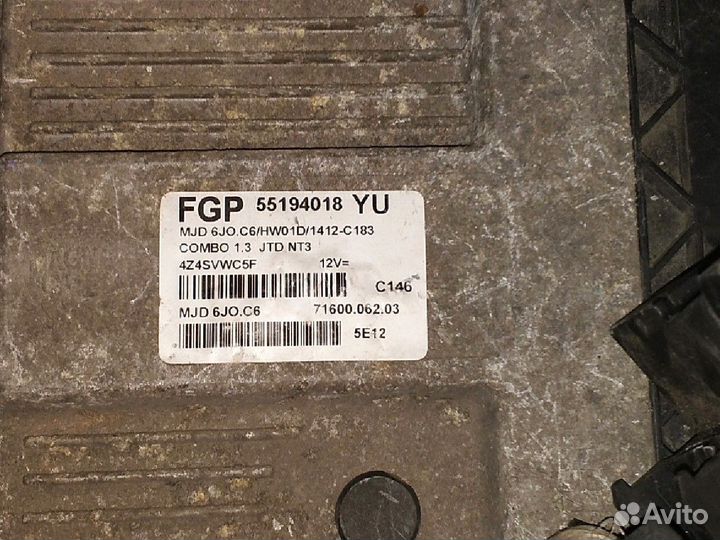 FGP 55194018 YU
MJD 6JO.C6/HW01D/1412-C183
COMBO 1.3 JTD NT3
4Z4SVWC5F 12V=
C146
MJD 6JO.C6 71600.062.03
5E12
Avito